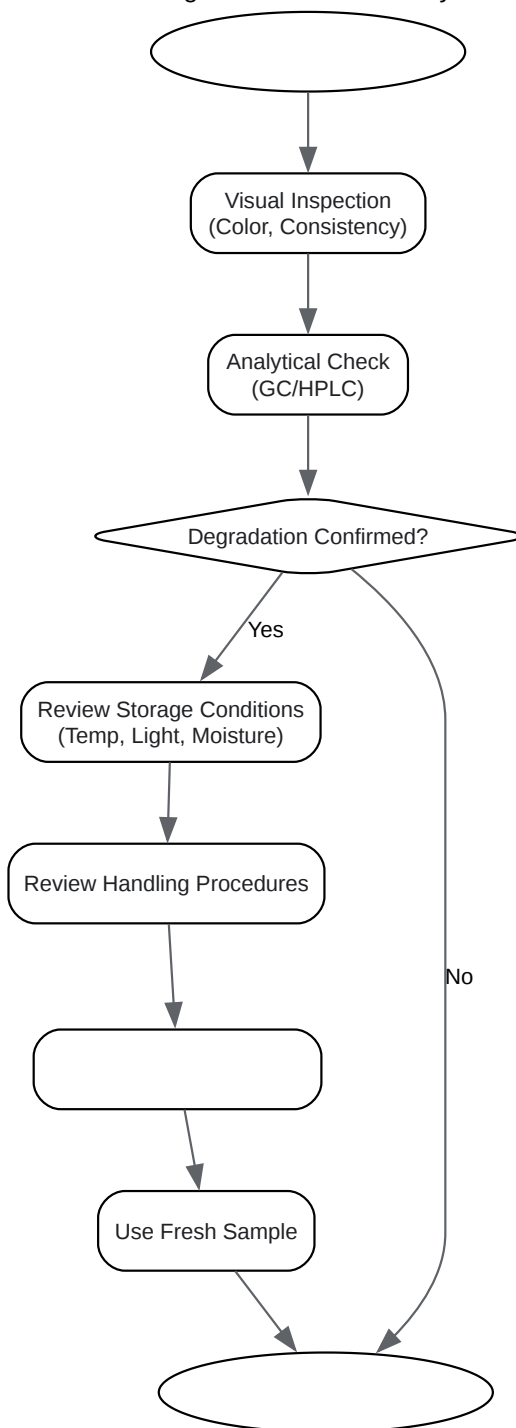 Visual Inspection
(Color, Consistency)
Analytical Check
(GC/HPLC)
Degradation Confirmed?
Yes
Review Storage Conditions
(Temp, Light, Moisture)
Review Handling Procedures
No
Use Fresh Sample